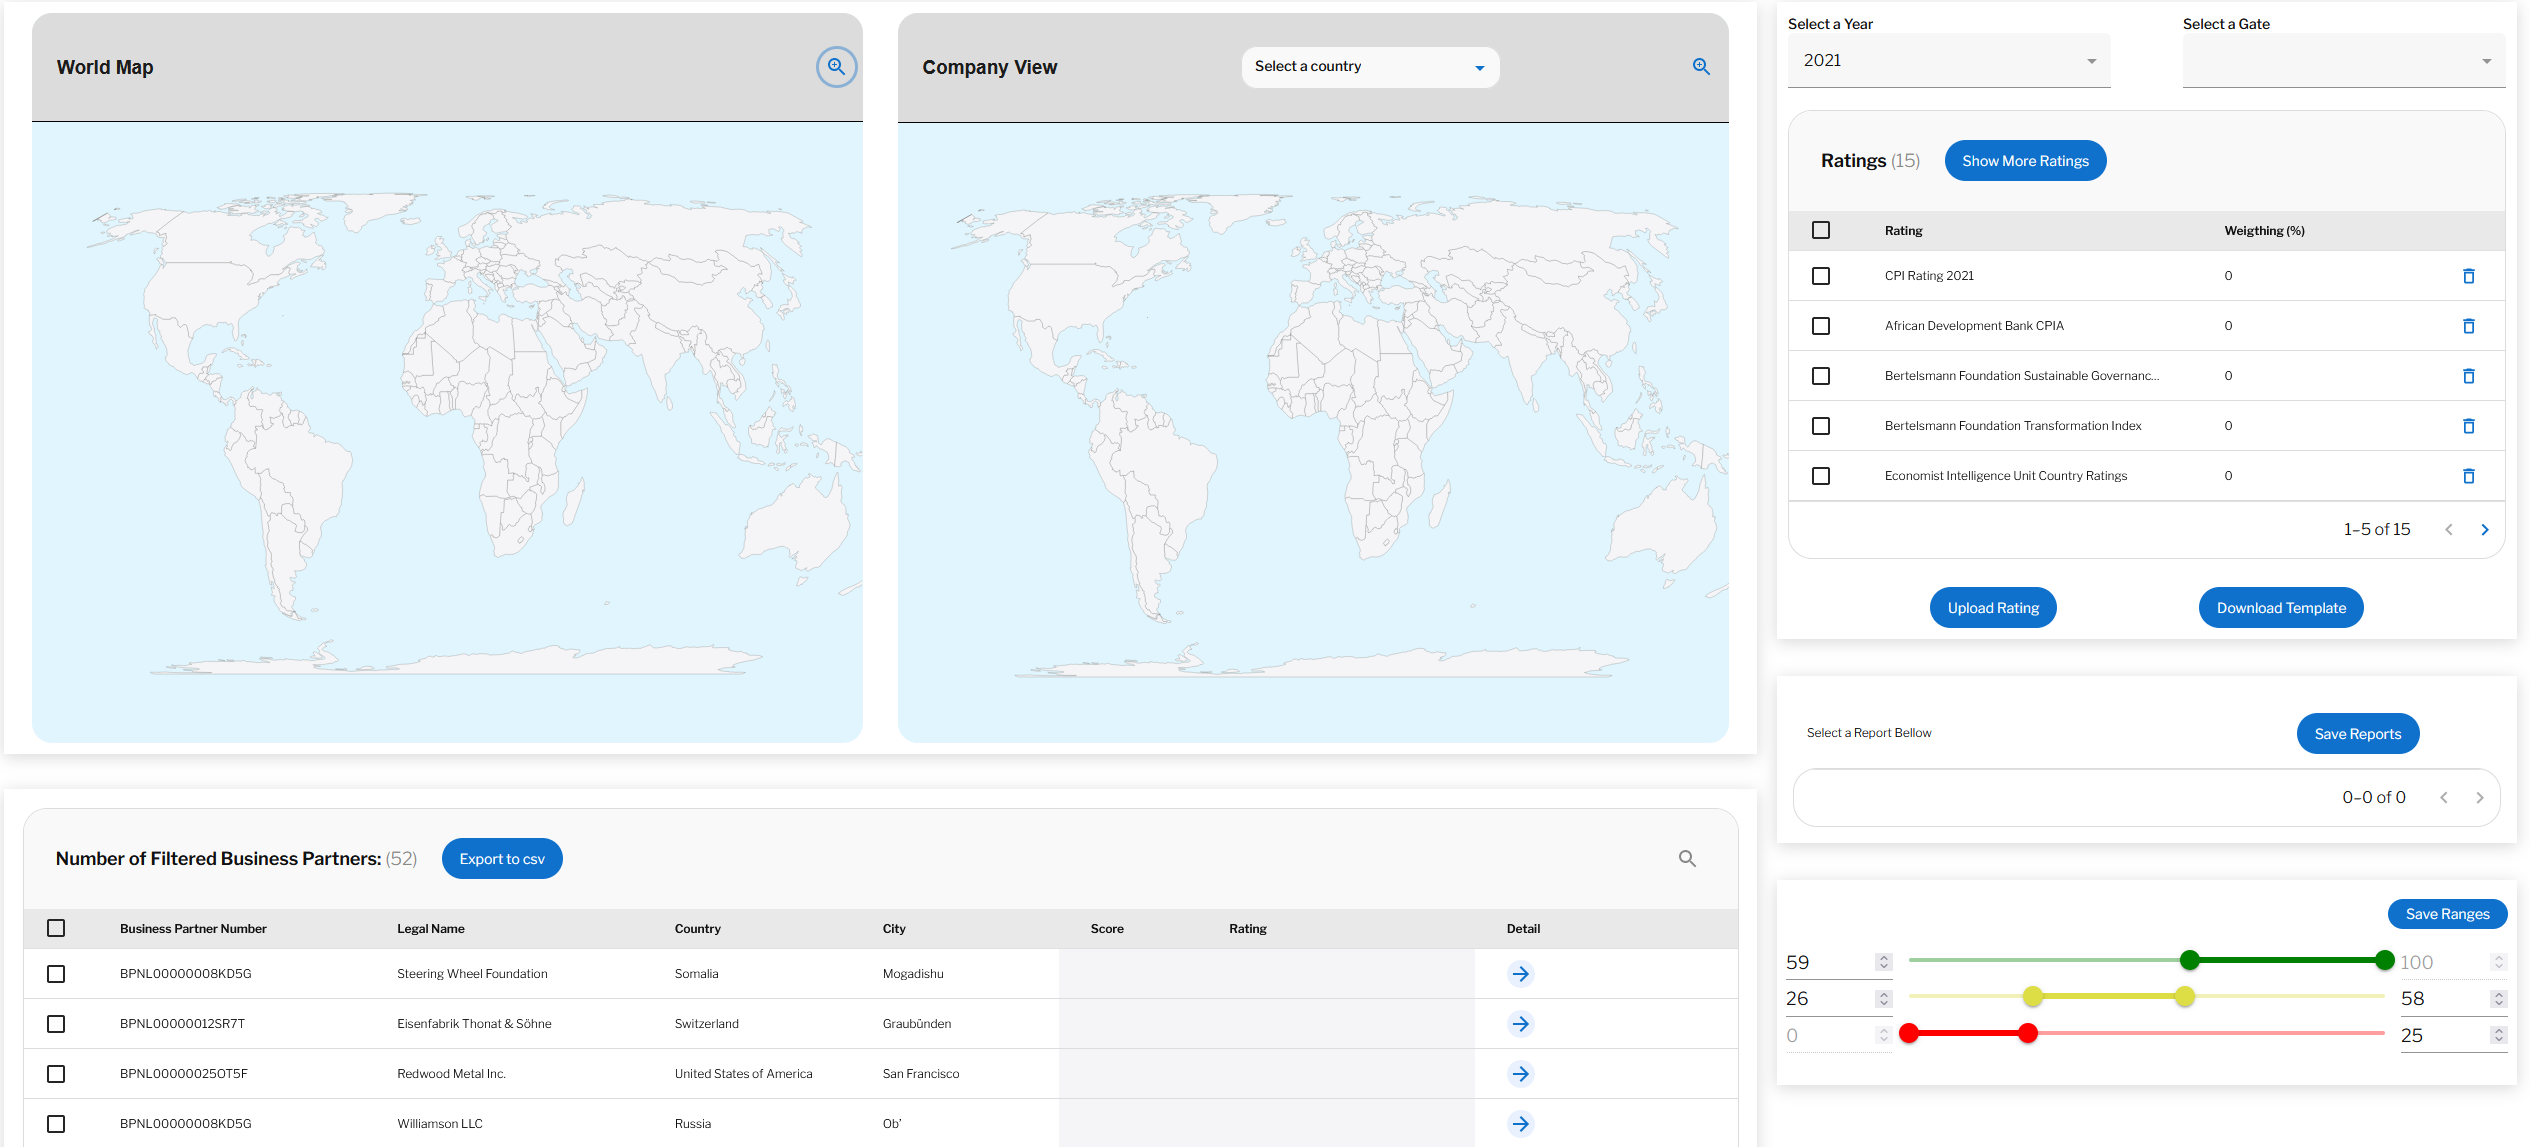 World Map
Company View
Select a country
Select a Year
2021
Select a Gate
Ratings (15)
Show More Ratings
Rating
Weigthing (%)
CPI Rating 2021
0
African Development Bank CPIA
0
Bertelsmann Foundation Sustainable Governanc...
0
Bertelsmann Foundation Transformation Index
0
Economist Intelligence Unit Country Ratings
0
1–5 of 15
Upload Rating
Download Template
Select a Report Bellow
Save Reports
0–0 of 0
Save Ranges
59
100
26
58
0
25
Number of Filtered Business Partners: (52)
Export to csv
Business Partner Number
Legal Name
Country
City
Score
Rating
Detail
BPNL00000008KD5G
Steering Wheel Foundation
Somalia
Mogadishu
BPNL00000012SR7T
Eisenfabrik Thonat & Söhne
Switzerland
Graubünden
BPNL00000025OT5F
Redwood Metal Inc.
United States of America
San Francisco
BPNL00000008KD5G
Williamson LLC
Russia
Ob'